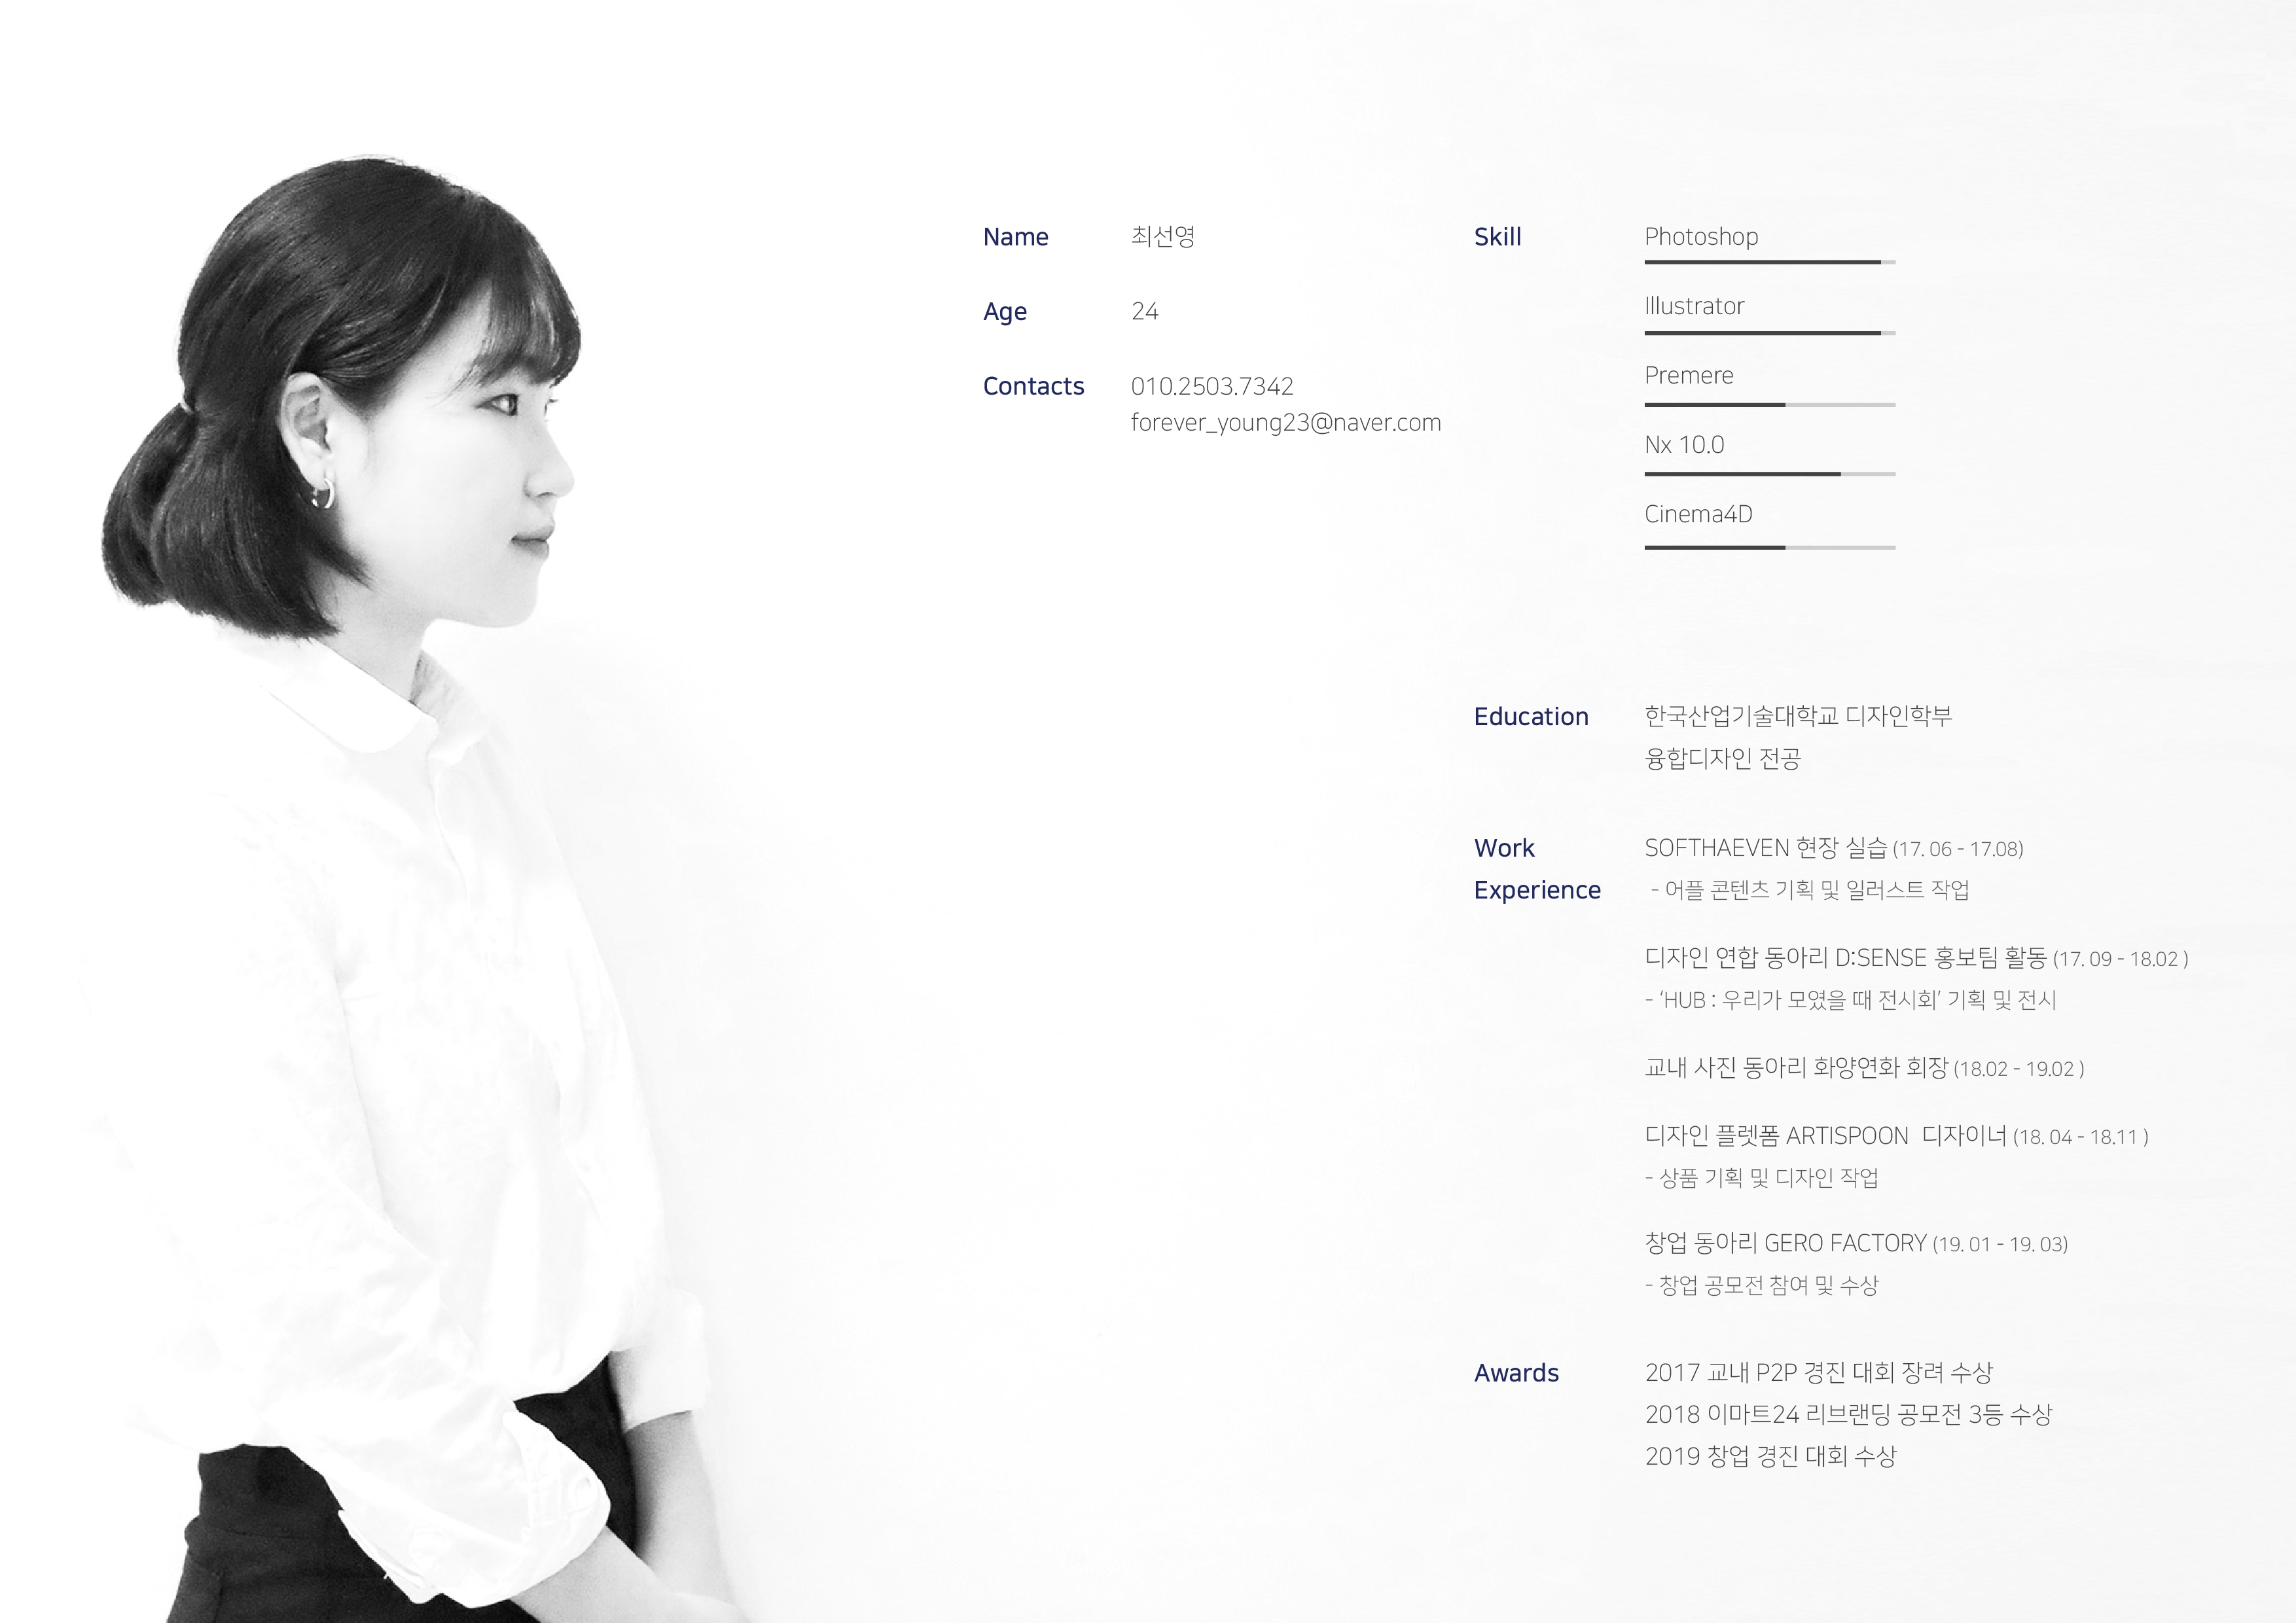 Name 최선영
Age 24
Contacts 010.2503.7342
forever_young23@naver.com
Skill Photoshop
Illustrator
Premere
Nx 10.0
Cinema4D
Education 한국산업기술대학교 디자인학부
융합디자인 전공
Work SOFTHAEVEN 현장 실습 (17. 06 - 17.08)
Experience - 어플 콘텐츠 기획 및 일러스트 작업
디자인 연합 동아리 D:SENSE 홍보팀 활동 (17. 09 - 18.02 )
- ‘HUB : 우리가 모였을 때 전시회’ 기획 및 전시
교내 사진 동아리 화양연화 회장 (18.02 - 19.02 )
디자인 플렛폼 ARTISPOON 디자이너 (18. 04 - 18.11 )
- 상품 기획 및 디자인 작업
창업 동아리 GERO FACTORY (19. 01 - 19. 03)
- 창업 공모전 참여 및 수상
Awards 2017 교내 P2P 경진 대회 장려 수상
2018 이마트24 리브랜딩 공모전 3등 수상
2019 창업 경진 대회 수상